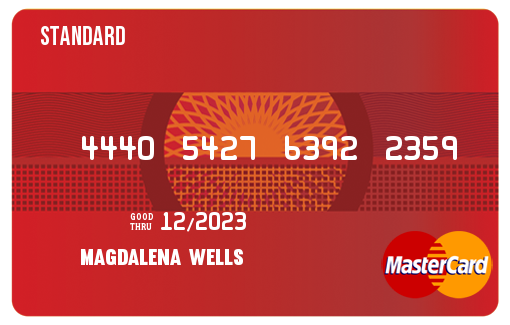 STANDARD
4440 5427 6392 2359
GOOD THRU 12/2023
MAGDALENA WELLS
MasterCard